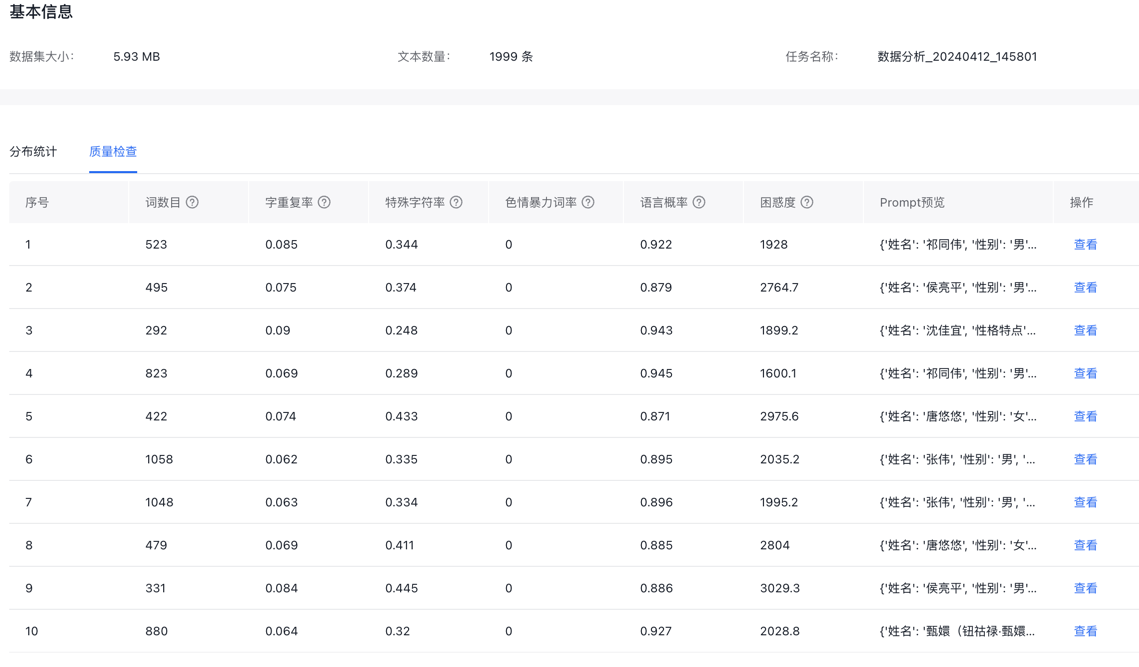 基本信息
数据集大小: 5.93 MB 文本数量: 1999 条 任务名称: 数据分析_20240412_145801
分布统计 质量检查
序号 词数目 字重复率 特殊字符率 色情暴力词率 语言概率 困惑度 Prompt预览 操作
1 523 0.085 0.344 0 0.922 1928 {'姓名': '祁同伟', '性别': '男'... 查看
2 495 0.075 0.374 0 0.879 2764.7 {'姓名': '侯亮平', '性别': '男'... 查看
3 292 0.09 0.248 0 0.943 1899.2 {'姓名': '沈佳宜', '性格特点'... 查看
4 823 0.069 0.289 0 0.945 1600.1 {'姓名': '祁同伟', '性别': '男'... 查看
5 422 0.074 0.433 0 0.871 2975.6 {'姓名': '唐悠悠', '性别': '女'... 查看
6 1058 0.062 0.335 0 0.895 2035.2 {'姓名': '张伟', '性别': '男', '... 查看
7 1048 0.063 0.334 0 0.896 1995.2 {'姓名': '张伟', '性别': '男', '... 查看
8 479 0.069 0.411 0 0.885 2804 {'姓名': '唐悠悠', '性别': '女'... 查看
9 331 0.084 0.445 0 0.886 3029.3 {'姓名': '侯亮平', '性别': '男'... 查看
10 880 0.064 0.32 0 0.927 2028.8 {'姓名': '甄嬛（钮祜禄·甄嬛... 查看